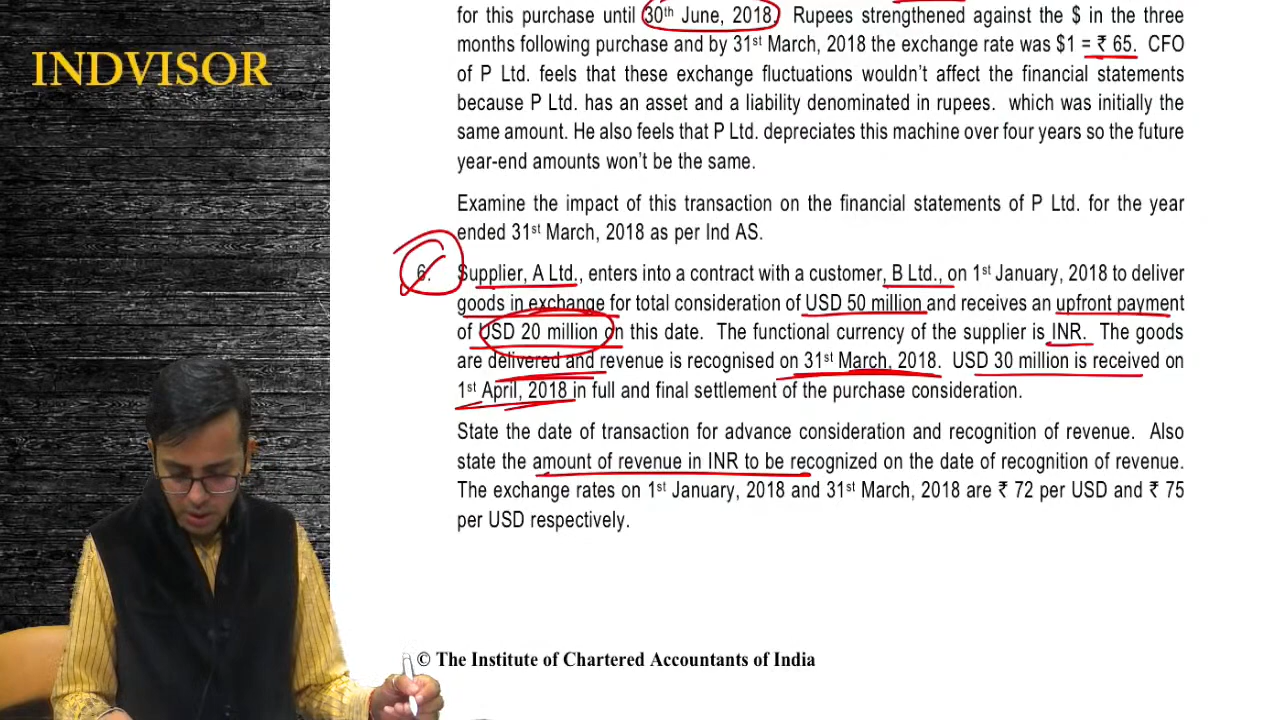 INDVISOR
for this purchase until 30th June, 2018. Rupees strengthened against the $ in the three
months following purchase and by 31st March, 2018 the exchange rate was $1 = ₹ 65. CFO
of P Ltd. feels that these exchange fluctuations wouldn't affect the financial statements
because P Ltd. has an asset and a liability denominated in rupees. which was initially the
same amount. He also feels that P Ltd. depreciates this machine over four years so the future
year-end amounts won't be the same.
Examine the impact of this transaction on the financial statements of P Ltd. for the year
ended 31st March, 2018 as per Ind AS.
6. Supplier, A Ltd., enters into a contract with a customer, B Ltd., on 1st January, 2018 to deliver
goods in exchange for total consideration of USD 50 million and receives an upfront payment
of USD 20 million on this date. The functional currency of the supplier is INR. The goods
are delivered and revenue is recognised on 31st March, 2018. USD 30 million is received on
1st April, 2018 in full and final settlement of the purchase consideration.
State the date of transaction for advance consideration and recognition of revenue. Also
state the amount of revenue in INR to be recognized on the date of recognition of revenue.
The exchange rates on 1st January, 2018 and 31st March, 2018 are ₹ 72 per USD and ₹ 75
per USD respectively.
© The Institute of Chartered Accountants of India